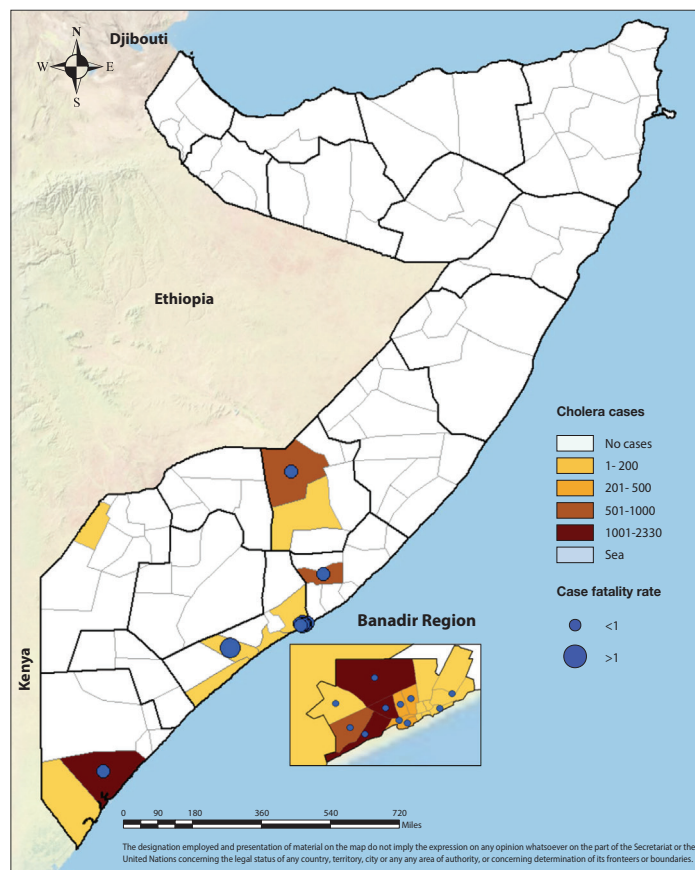 Djibouti
N
W E
S
Ethiopia
Kenya
Cholera cases
No cases
1- 200
201- 500
501-1000
1001-2330
Sea
Case fatality rate
<1
>1
Banadir Region
0 90 180 360 540 720
Miles
The designation employed and presentation of material on the map do not imply the expression on any opinion whatsoever on the part of the Secretariat or the
United Nations concerning the legal status of any country, territory, city or any any area of authority, or concerning determination of its fronteers or boundaries.